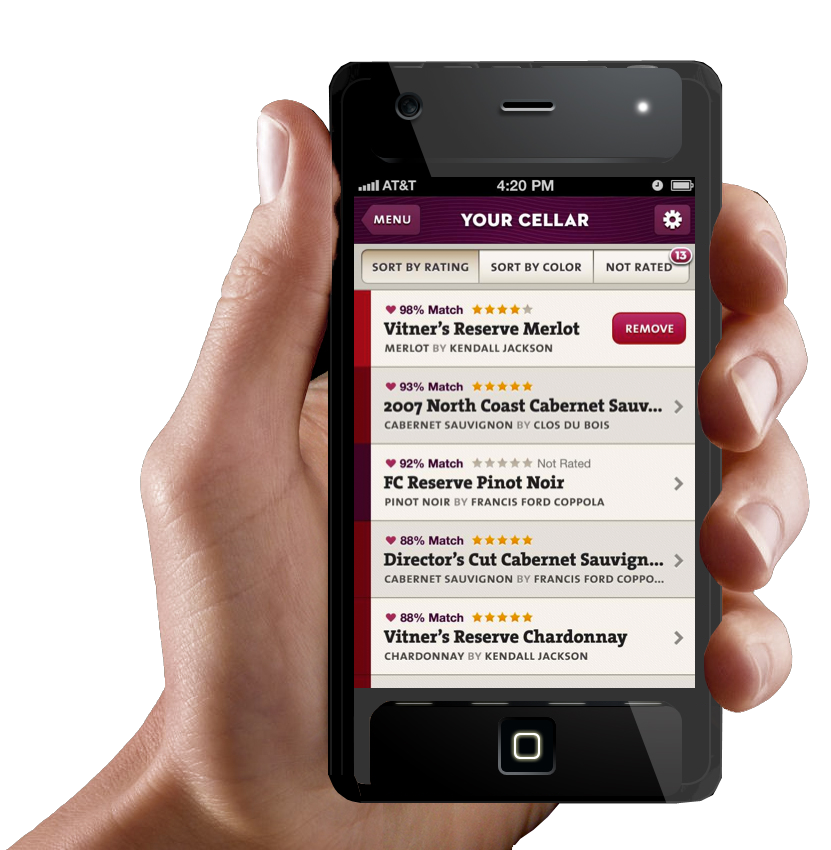 AT&T 4:20 PM
MENU YOUR CELLAR
13
SORT BY RATING SORT BY COLOR NOT RATED
98% Match
Vitner's Reserve Merlot REMOVE
MERLOT BY KENDALL JACKSON
93% Match
2007 North Coast Cabernet Sauv...
CABERNET SAUVIGNON BY CLOS DU BOIS
92% Match Not Rated
FC Reserve Pinot Noir
PINOT NOIR BY FRANCIS FORD COPPOLA
88% Match
Director's Cut Cabernet Sauvign...
CABERNET SAUVIGNON BY FRANCIS FORD COPPO...
88% Match
Vitner's Reserve Chardonnay
CHARDONNAY BY KENDALL JACKSON